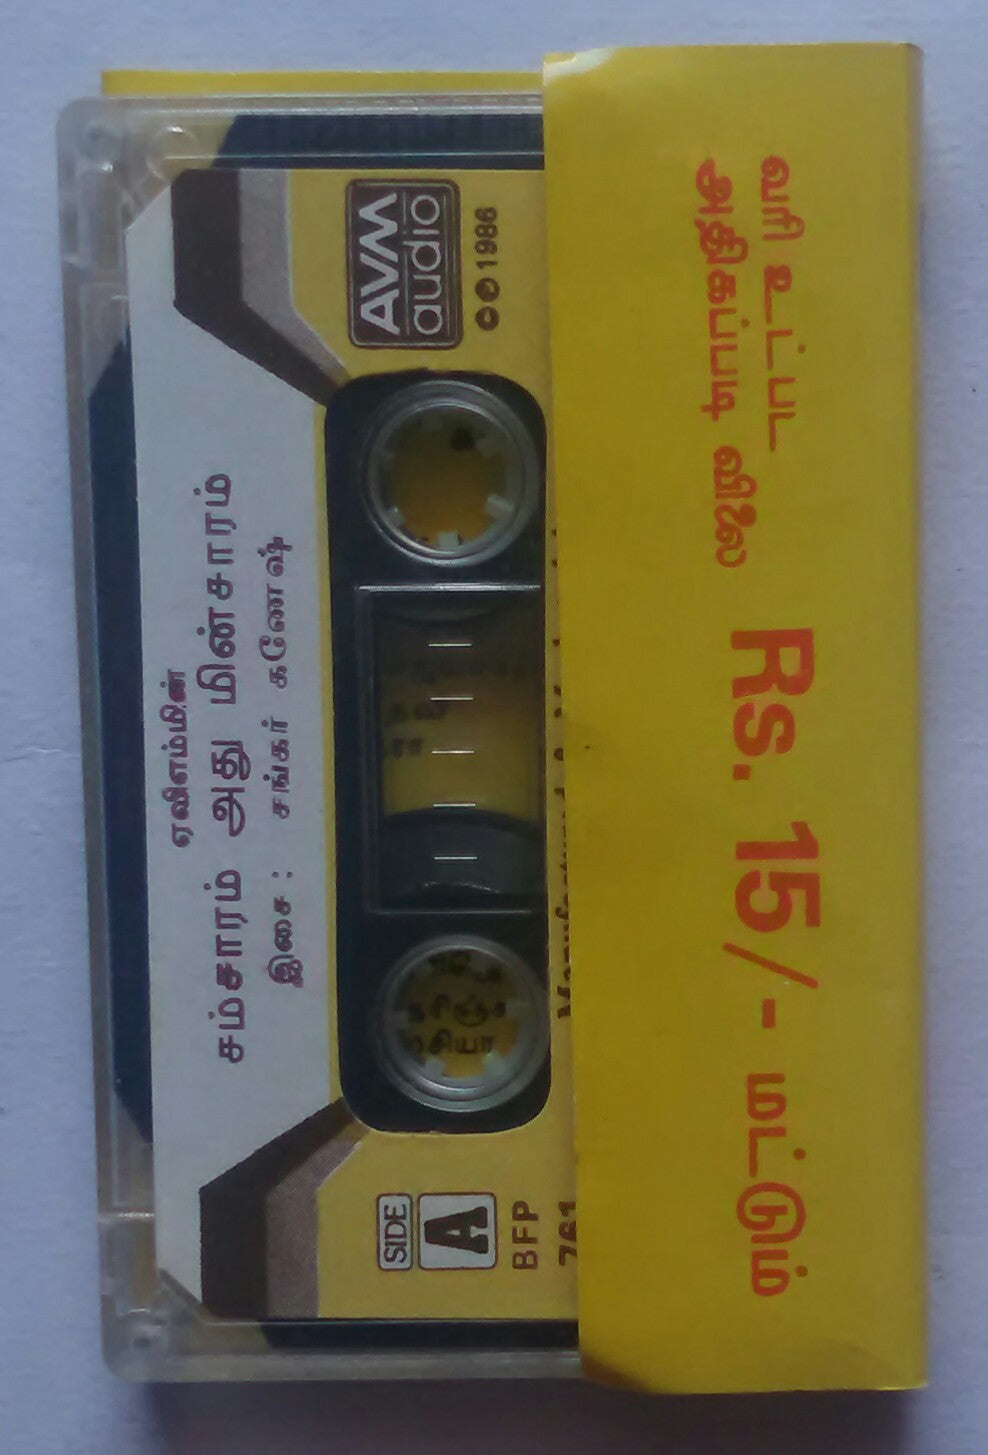 ஏவிஎம்மின்
சம்சாரம் அது மின்சாரம்
இசை : சங்கர் கணேஷ்
AVM
audio
℗ © 1986
SIDE
A
BFP
761
வரி உட்பட
அதிகப்படி விலை
Rs. 15/- மட்டும்